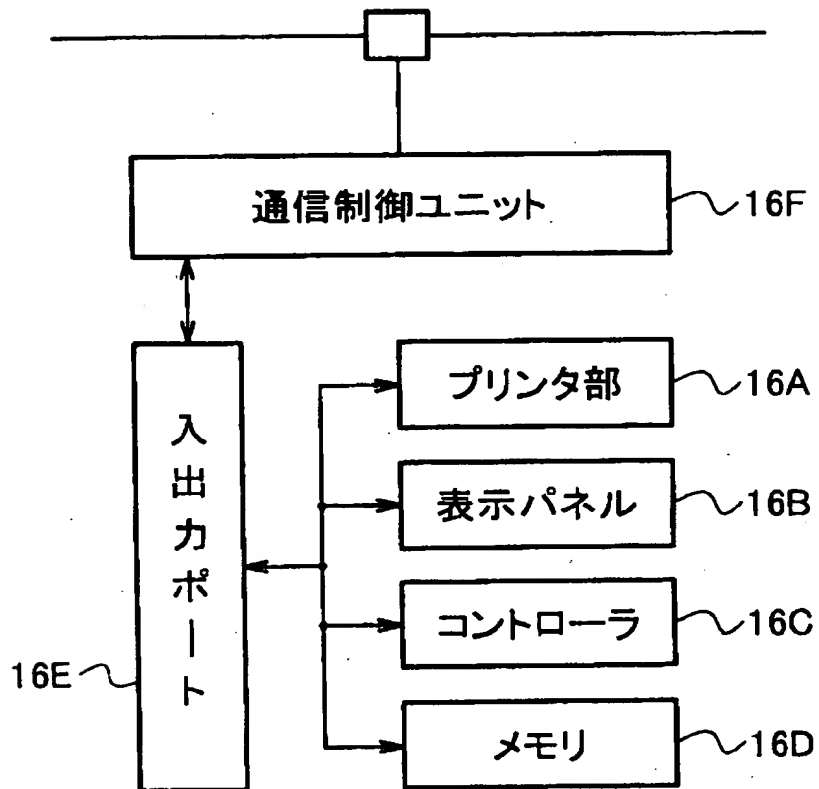 通信制御ユニット
16F
プリンタ部
16A
入出力ポート
表示パネル
16B
コントローラ
16C
16E
メモリ
16D